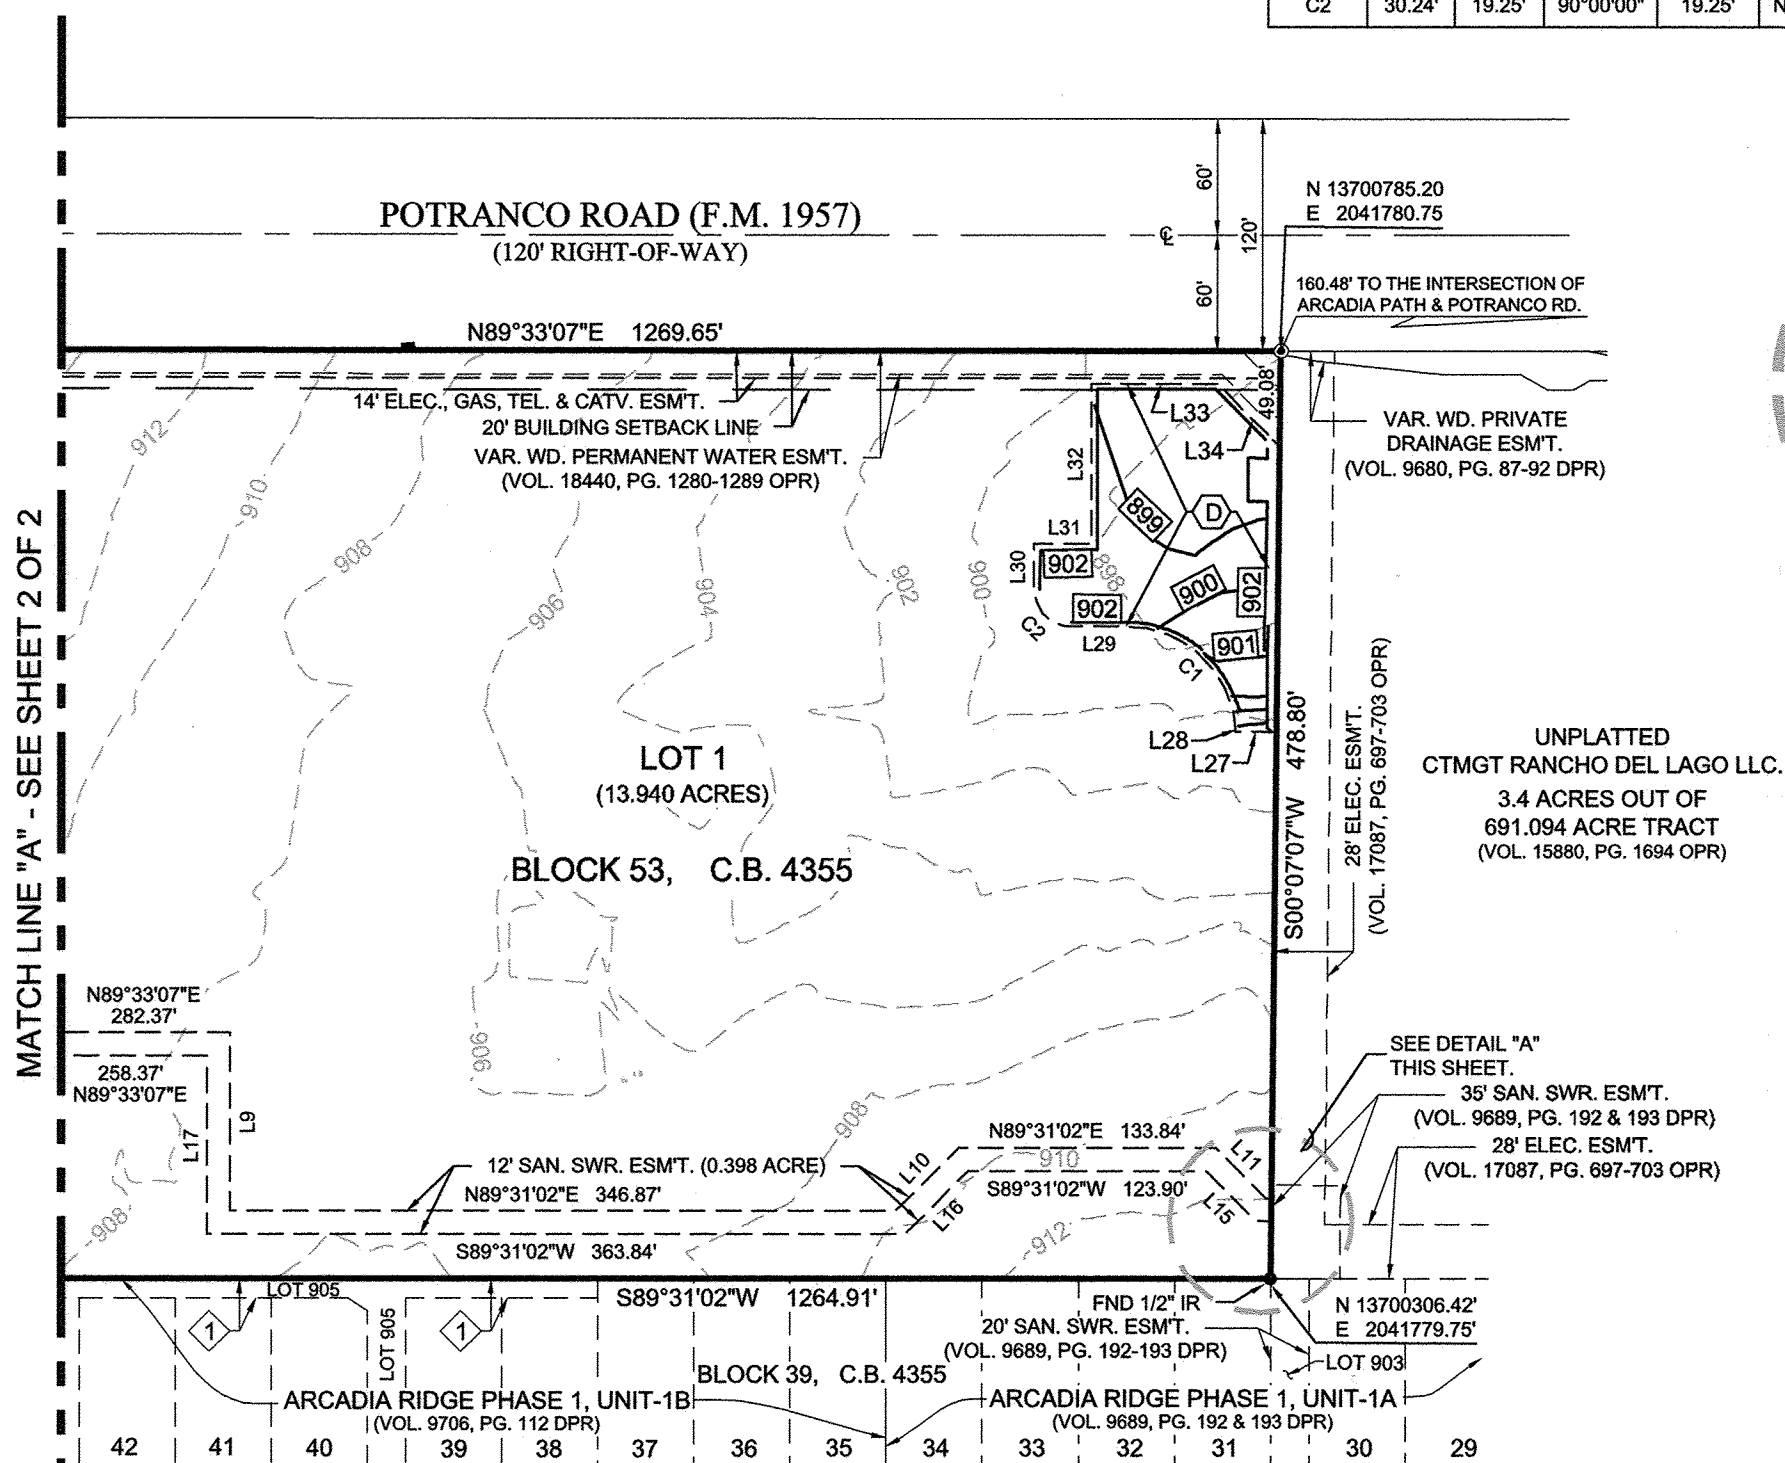 C2 30.24' 19.25' 90°00'00" 19.25' N
60'
120'
60'
N 13700785.20
E 2041780.75
POTRANCO ROAD (F.M. 1957)
(120' RIGHT-OF-WAY)
℄
160.48' TO THE INTERSECTION OF
ARCADIA PATH & POTRANCO RD.
N89°33'07"E 1269.65'
14' ELEC., GAS, TEL. & CATV. ESM'T.
20' BUILDING SETBACK LINE
VAR. WD. PERMANENT WATER ESM'T.
(VOL. 18440, PG. 1280-1289 OPR)
49.08'
L33
L34
L32
L31
L30
C2
L29
C1
L28
L27
899
D
902
902
900
902
901
898
VAR. WD. PRIVATE
DRAINAGE ESM'T.
(VOL. 9680, PG. 87-92 DPR)
912
910
908
906
904
902
900
MATCH LINE "A" - SEE SHEET 2 OF 2
LOT 1
(13.940 ACRES)
BLOCK 53, C.B. 4355
S00°07'07"W 478.80'
28' ELEC. ESM'T.
(VOL. 17087, PG. 697-703 OPR)
UNPLATTED
CTMGT RANCHO DEL LAGO LLC.
3.4 ACRES OUT OF
691.094 ACRE TRACT
(VOL. 15880, PG. 1694 OPR)
N89°33'07"E
282.37'
258.37'
N89°33'07"E
L17
L9
906
908
908
910
912
SEE DETAIL "A"
THIS SHEET.
35' SAN. SWR. ESM'T.
(VOL. 9689, PG. 192 & 193 DPR)
28' ELEC. ESM'T.
(VOL. 17087, PG. 697-703 OPR)
12' SAN. SWR. ESM'T. (0.398 ACRE)
N89°31'02"E 346.87'
L10
L16
N89°31'02"E 133.84'
S89°31'02"W 123.90'
L11
L15
S89°31'02"W 363.84'
S89°31'02"W 1264.91'
LOT 905
LOT 905
1
1
FND 1/2" IR
N 13700306.42'
E 2041779.75'
20' SAN. SWR. ESM'T.
(VOL. 9689, PG. 192-193 DPR)
LOT 903
BLOCK 39, C.B. 4355
ARCADIA RIDGE PHASE 1, UNIT-1B
(VOL. 9706, PG. 112 DPR)
ARCADIA RIDGE PHASE 1, UNIT-1A
(VOL. 9689, PG. 192 & 193 DPR)
42 41 40 39 38 37 36 35 34 33 32 31 30 29